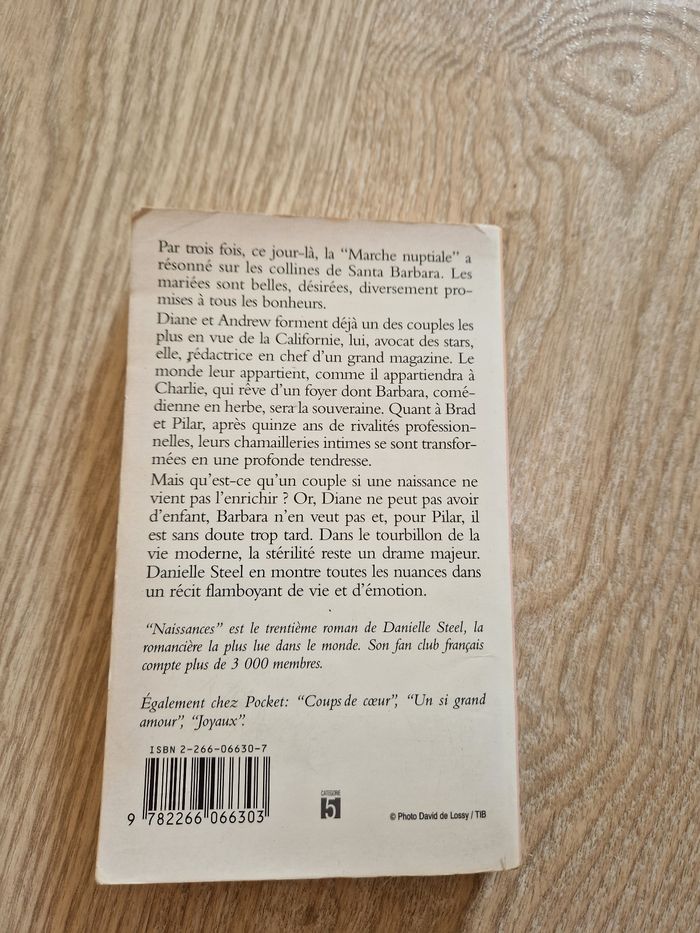 Par trois fois, ce jour-là, la “Marche nuptiale” a
résonné sur les collines de Santa Barbara. Les
mariées sont belles, désirées, diversement pro-
mises à tous les bonheurs.
Diane et Andrew forment déjà un des couples les
plus en vue de la Californie, lui, avocat des stars,
elle, rédactrice en chef d’un grand magazine. Le
monde leur appartient, comme il appartiendra à
Charlie, qui rêve d’un foyer dont Barbara, comé-
dienne en herbe, sera la souveraine. Quant à Brad
et Pilar, après quinze ans de rivalités profession-
nelles, leurs chamailleries intimes se sont transfor-
mées en une profonde tendresse.
Mais qu’est-ce qu’un couple si une naissance ne
vient pas l’enrichir ? Or, Diane ne peut pas avoir
d’enfant, Barbara n’en veut pas et, pour Pilar, il
est sans doute trop tard. Dans le tourbillon de la
vie moderne, la stérilité reste un drame majeur.
Danielle Steel en montre toutes les nuances dans
un récit flamboyant de vie et d’émotion.
“Naissances” est le trentième roman de Danielle Steel, la
romancière la plus lue dans le monde. Son fan club français
compte plus de 3 000 membres.
Également chez Pocket: “Coups de cœur”, “Un si grand
amour”, “Joyaux”.
ISBN 2-266-06630-7
9 782266 066303
CATÉGORIE
5
© Photo David de Lossy / TIB